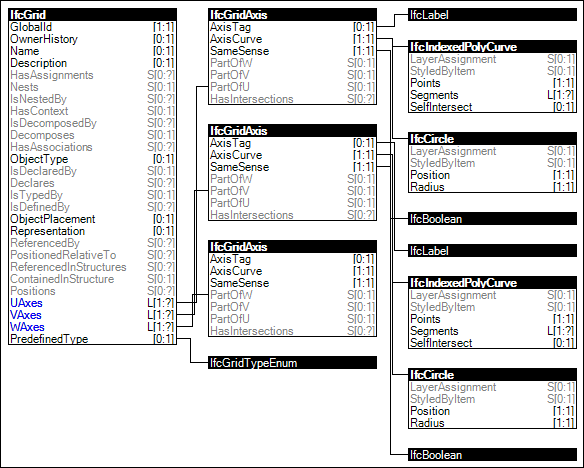 IfcGrid
GlobalId [1:1]
OwnerHistory [0:1]
Name [0:1]
Description [0:1]
HasAssignments S[0:?]
Nests S[0:1]
IsNestedBy S[0:?]
HasContext S[0:1]
IsDecomposedBy S[0:?]
Decomposes S[0:1]
HasAssociations S[0:?]
ObjectType [0:1]
IsDeclaredBy S[0:1]
Declares S[0:?]
IsTypedBy S[0:1]
IsDefinedBy S[0:?]
ObjectPlacement [0:1]
Representation [0:1]
ReferencedBy S[0:?]
PositionedRelativeTo S[0:?]
ReferencedInStructures S[0:?]
ContainedInStructure S[0:1]
Positions S[0:?]
UAxes L[1:?]
VAxes L[1:?]
WAxes L[1:?]
PredefinedType [0:1]
IfcGridAxis
AxisTag [0:1]
AxisCurve [1:1]
SameSense [1:1]
PartOfW S[0:1]
PartOfV S[0:1]
PartOfU S[0:1]
HasIntersections S[0:?]
IfcGridAxis
AxisTag [0:1]
AxisCurve [1:1]
SameSense [1:1]
PartOfW S[0:1]
PartOfV S[0:1]
PartOfU S[0:1]
HasIntersections S[0:?]
IfcGridAxis
AxisTag [0:1]
AxisCurve [1:1]
SameSense [1:1]
PartOfW S[0:1]
PartOfV S[0:1]
PartOfU S[0:1]
HasIntersections S[0:?]
IfcGridTypeEnum
IfcLabel
IfcIndexedPolyCurve
LayerAssignment S[0:1]
StyledByItem S[0:1]
Points [1:1]
Segments L[1:?]
SelfIntersect [0:1]
IfcCircle
LayerAssignment S[0:1]
StyledByItem S[0:1]
Position [1:1]
Radius [1:1]
IfcBoolean
IfcLabel
IfcIndexedPolyCurve
LayerAssignment S[0:1]
StyledByItem S[0:1]
Points [1:1]
Segments L[1:?]
SelfIntersect [0:1]
IfcCircle
LayerAssignment S[0:1]
StyledByItem S[0:1]
Position [1:1]
Radius [1:1]
IfcBoolean